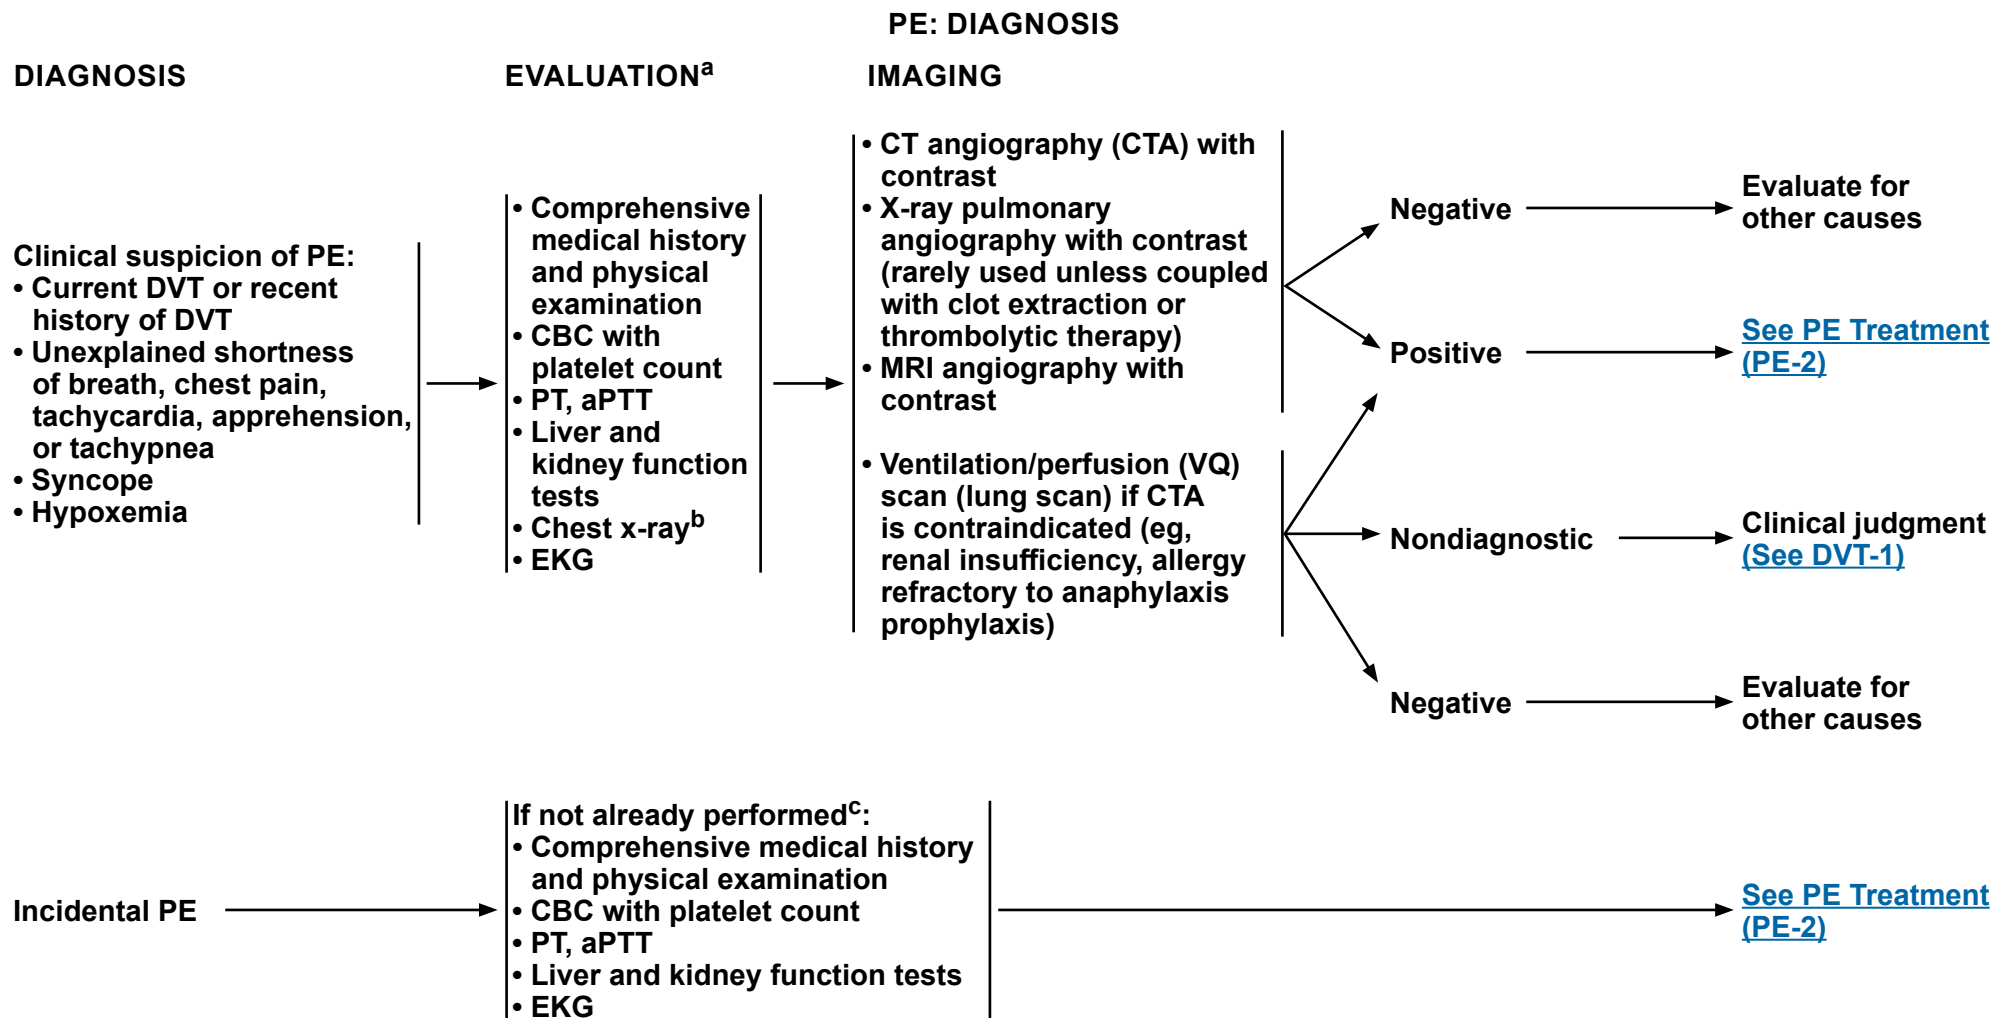 PE: DIAGNOSIS
DIAGNOSIS
EVALUATIONa
IMAGING
Clinical suspicion of PE:
• Current DVT or recent
history of DVT
• Unexplained shortness
of breath, chest pain,
tachycardia, apprehension,
or tachypnea
• Syncope
• Hypoxemia
• Comprehensive
medical history
and physical
examination
• CBC with
platelet count
• PT, aPTT
• Liver and
kidney function
tests
• Chest x-rayb
• EKG
• CT angiography (CTA) with
contrast
• X-ray pulmonary
angiography with contrast
(rarely used unless coupled
with clot extraction or
thrombolytic therapy)
• MRI angiography with
contrast
• Ventilation/perfusion (VQ)
scan (lung scan) if CTA
is contraindicated (eg,
renal insufficiency, allergy
refractory to anaphylaxis
prophylaxis)
Negative
Evaluate for
other causes
Positive
See PE Treatment
(PE-2)
Nondiagnostic
Clinical judgment
(See DVT-1)
Negative
Evaluate for
other causes
Incidental PE
If not already performedc:
• Comprehensive medical history
and physical examination
• CBC with platelet count
• PT, aPTT
• Liver and kidney function tests
• EKG
See PE Treatment
(PE-2)